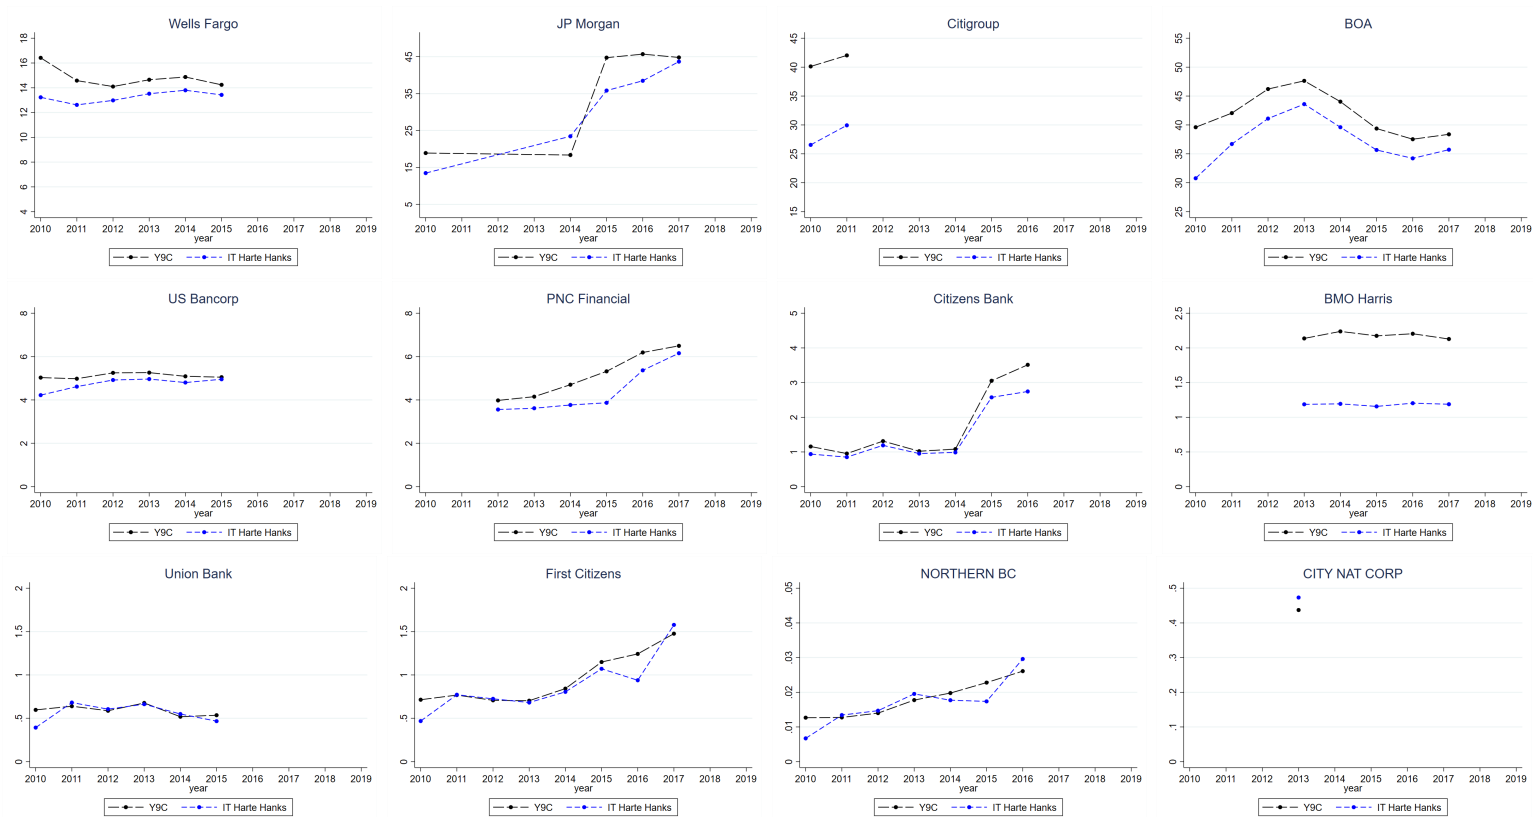 Wells Fargo
18
16
14
12
10
8
6
4
2010 2011 2012 2013 2014 2015 2016 2017 2018 2019
year
Y9C IT Harte Hanks
JP Morgan
45
35
25
15
5
2010 2011 2012 2013 2014 2015 2016 2017 2018 2019
year
Y9C IT Harte Hanks
Citigroup
45
40
35
30
25
20
15
2010 2011 2012 2013 2014 2015 2016 2017 2018 2019
year
Y9C IT Harte Hanks
BOA
55
50
45
40
35
30
25
2010 2011 2012 2013 2014 2015 2016 2017 2018 2019
year
Y9C IT Harte Hanks
US Bancorp
8
6
4
2
0
2010 2011 2012 2013 2014 2015 2016 2017 2018 2019
year
Y9C IT Harte Hanks
PNC Financial
8
6
4
2
0
2010 2011 2012 2013 2014 2015 2016 2017 2018 2019
year
Y9C IT Harte Hanks
Citizens Bank
5
4
3
2
1
0
2010 2011 2012 2013 2014 2015 2016 2017 2018 2019
year
Y9C IT Harte Hanks
BMO Harris
2.5
2
1.5
1
.5
0
2010 2011 2012 2013 2014 2015 2016 2017 2018 2019
year
Y9C IT Harte Hanks
Union Bank
2
1.5
1
.5
0
2010 2011 2012 2013 2014 2015 2016 2017 2018 2019
year
Y9C IT Harte Hanks
First Citizens
2
1.5
1
.5
0
2010 2011 2012 2013 2014 2015 2016 2017 2018 2019
year
Y9C IT Harte Hanks
NORTHERN BC
.05
.04
.03
.02
.01
0
2010 2011 2012 2013 2014 2015 2016 2017 2018 2019
year
Y9C IT Harte Hanks
CITY NAT CORP
.5
.4
.3
.2
.1
0
2010 2011 2012 2013 2014 2015 2016 2017 2018 2019
year
Y9C IT Harte Hanks